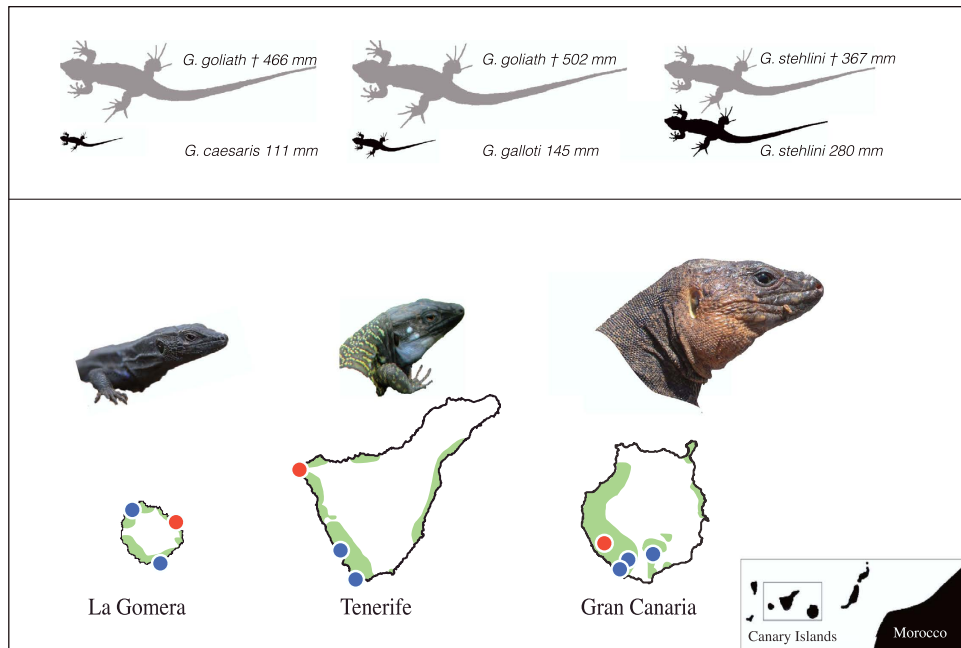 G. goliath † 466 mm
G. goliath † 502 mm
G. stehlini † 367 mm
G. caesaris 111 mm
G. galloti 145 mm
G. stehlini 280 mm
La Gomera
Tenerife
Gran Canaria
Canary Islands
Morocco